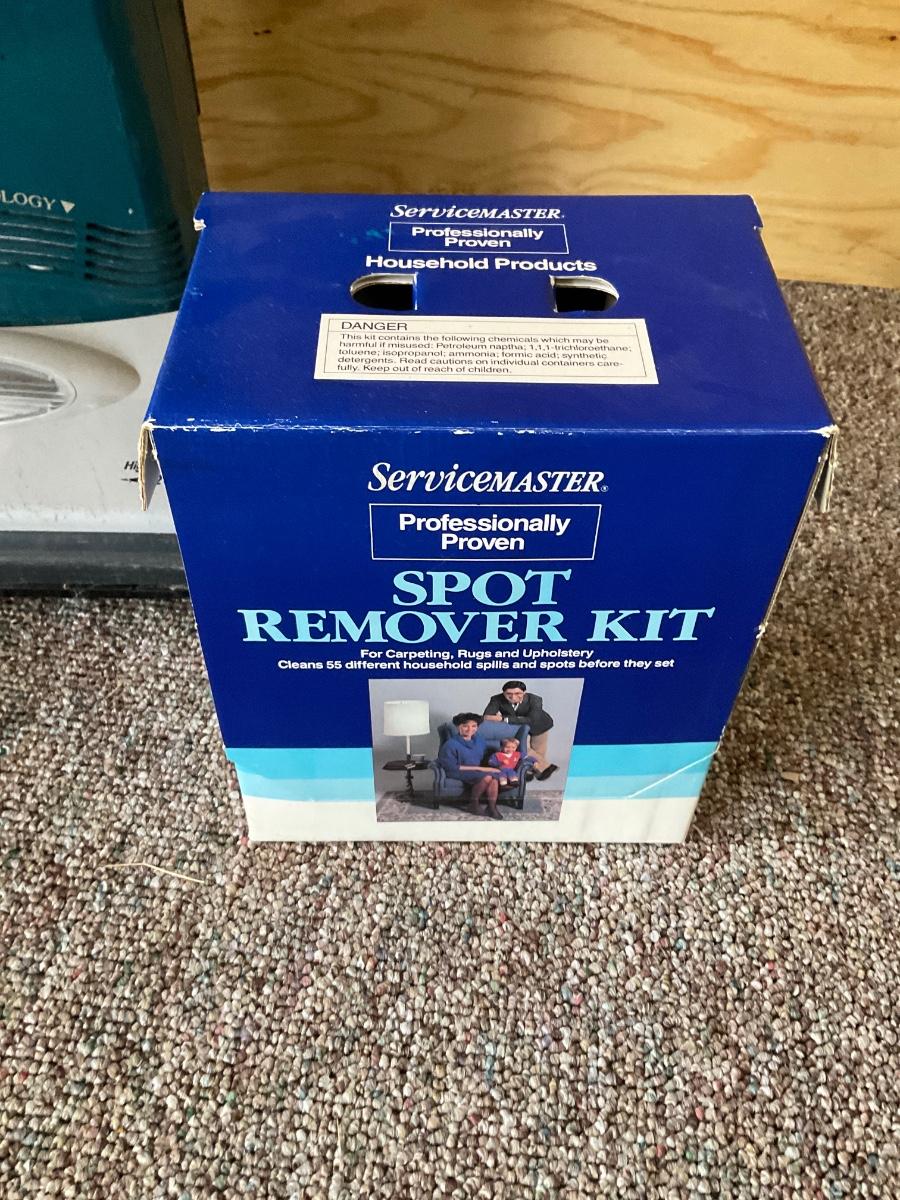 OLOGY ▼
ServiceMASTER.
Professionally
Proven
Household Products
DANGER
This kit contains the following chemicals which may be
harmful if misused: Petroleum naptha; 1,1,1-trichloroethane;
toluene; isopropanol; ammonia; formic acid; synthetic
detergents. Read cautions on individual containers care-
fully. Keep out of reach of children.
ServiceMASTER®
Professionally
Proven
SPOT
REMOVER KIT
For Carpeting, Rugs and Upholstery
Cleans 55 different household spills and spots before they set